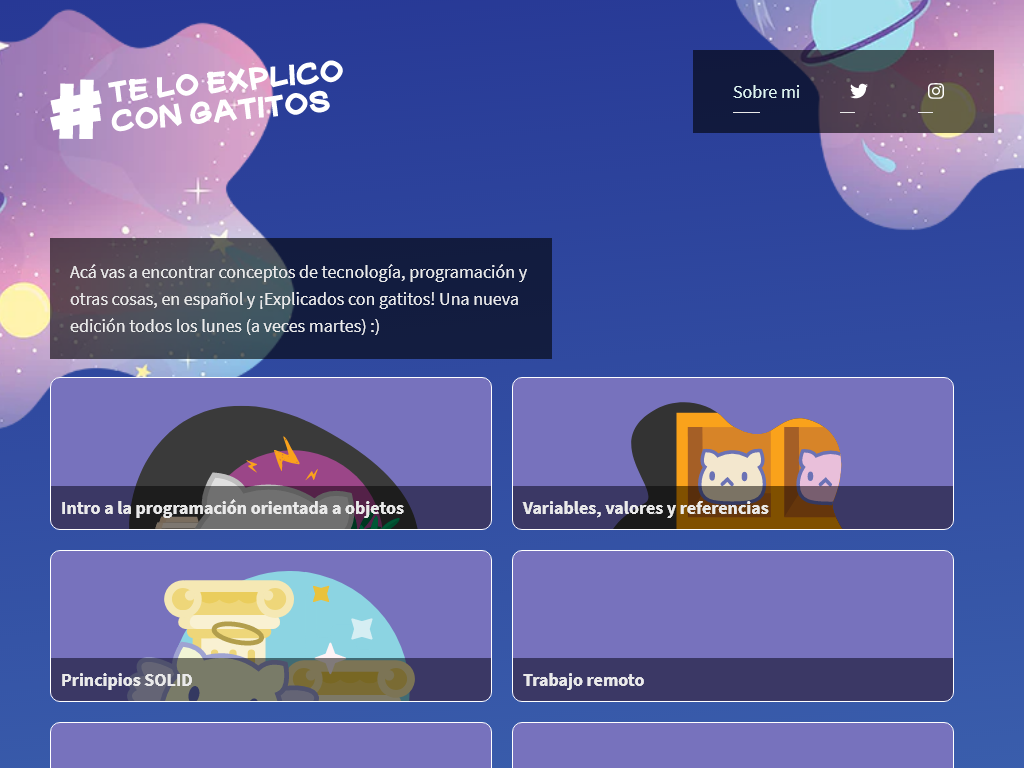 # TE LO EXPLICO
CON GATITOS
Sobre mi
Acá vas a encontrar conceptos de tecnología, programación y
otras cosas, en español y ¡Explicados con gatitos! Una nueva
edición todos los lunes (a veces martes) :)
Intro a la programación orientada a objetos
Variables, valores y referencias
Principios SOLID
Trabajo remoto